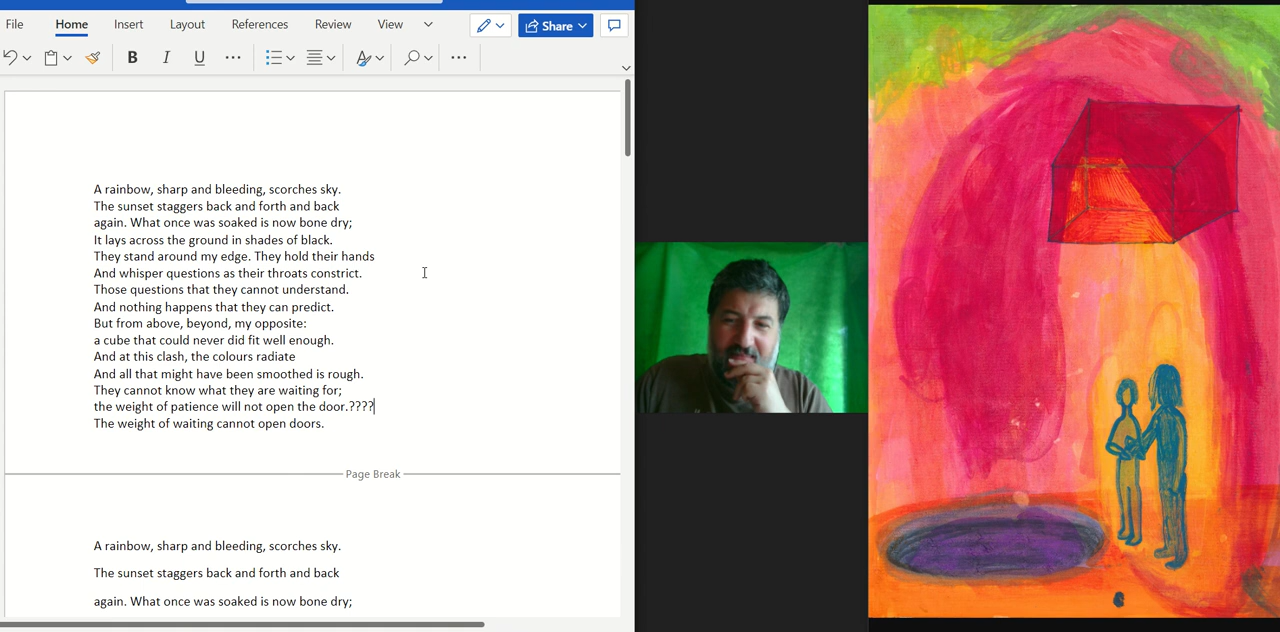 File Home Insert Layout References Review View Share
B I U
A rainbow, sharp and bleeding, scorches sky.
The sunset staggers back and forth and back
again. What once was soaked is now bone dry;
It lays across the ground in shades of black.
They stand around my edge. They hold their hands
And whisper questions as their throats constrict.
Those questions that they cannot understand.
And nothing happens that they can predict.
But from above, beyond, my opposite:
a cube that could never did fit well enough.
And at this clash, the colours radiate
And all that might have been smoothed is rough.
They cannot know what they are waiting for;
the weight of patience will not open the door.????
The weight of waiting cannot open doors.
Page Break
A rainbow, sharp and bleeding, scorches sky.
The sunset staggers back and forth and back
again. What once was soaked is now bone dry;